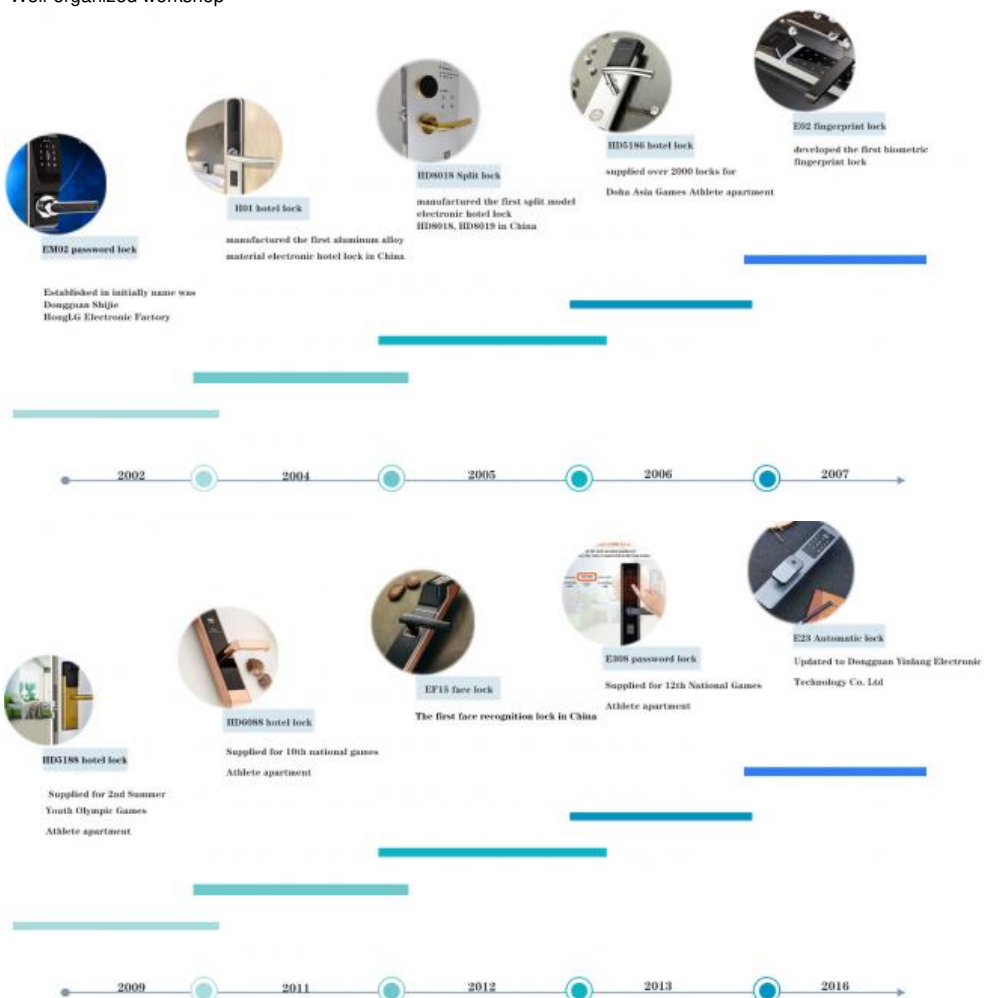 Well-organized workshop
EM02 password lock
Established in initially name was
Dongguan Shijie
HongLG Electronic Factory
H01 hotel lock
manufactured the first aluminum alloy
material electronic hotel lock in China
HD8018 Split lock
manufactured the first split model
electronic hotel lock
HD8018, HD8019 in China
HD5186 hotel lock
supplied over 2000 locks for
Doha Asia Games Athlete apartment
E92 fingerprint lock
developed the first biometric
fingerprint lock
2002
2004
2005
2006
2007
HD5188 hotel lock
Supplied for 2nd Summer
Youth Olympic Games
Athlete apartment
HD6088 hotel lock
Supplied for 10th national games
Athlete apartment
EF15 face lock
The first face recognition lock in China
E308 password lock
Supplied for 12th National Games
Athlete apartment
E23 Automatic lock
Updated to Dongguan Yinlang Electronic
Technology Co. Ltd
2009
2011
2012
2013
2016